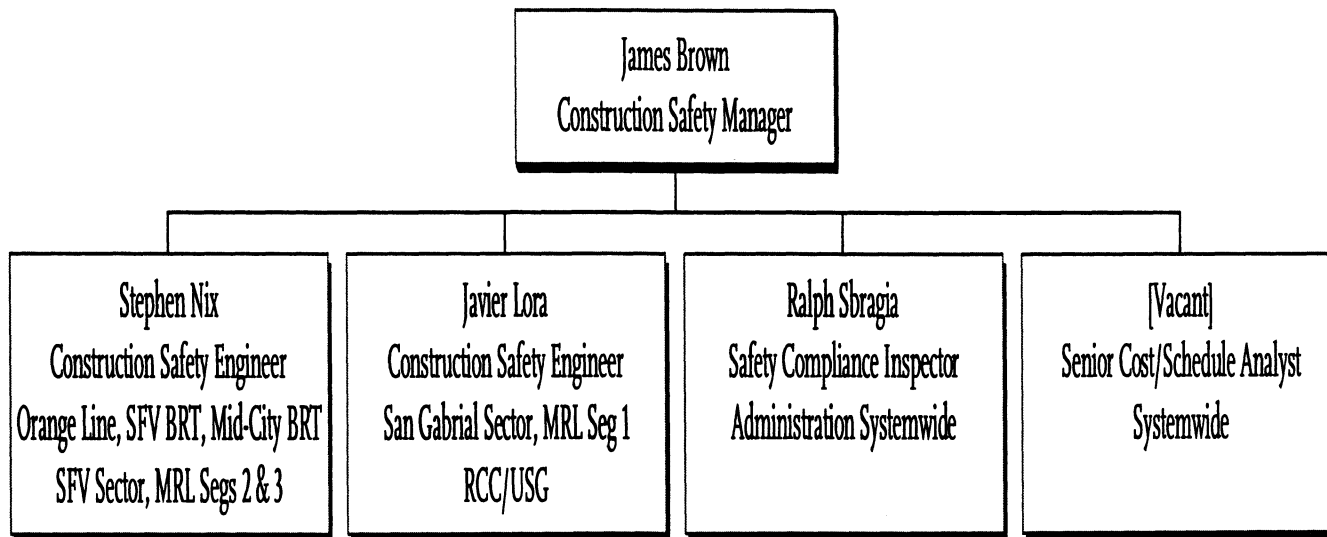 James Brown
Construction Safety Manager
Stephen Nix
Construction Safety Engineer
Orange Line, SFV BRT, Mid-City BRT
SFV Sector, MRL Segs 2 & 3
Javier Lora
Construction Safety Engineer
San Gabrial Sector, MRL Seg 1
RCC/USG
Ralph Sbragia
Safety Compliance Inspector
Administration Systemwide
[Vacant]
Senior Cost/Schedule Analyst
Systemwide